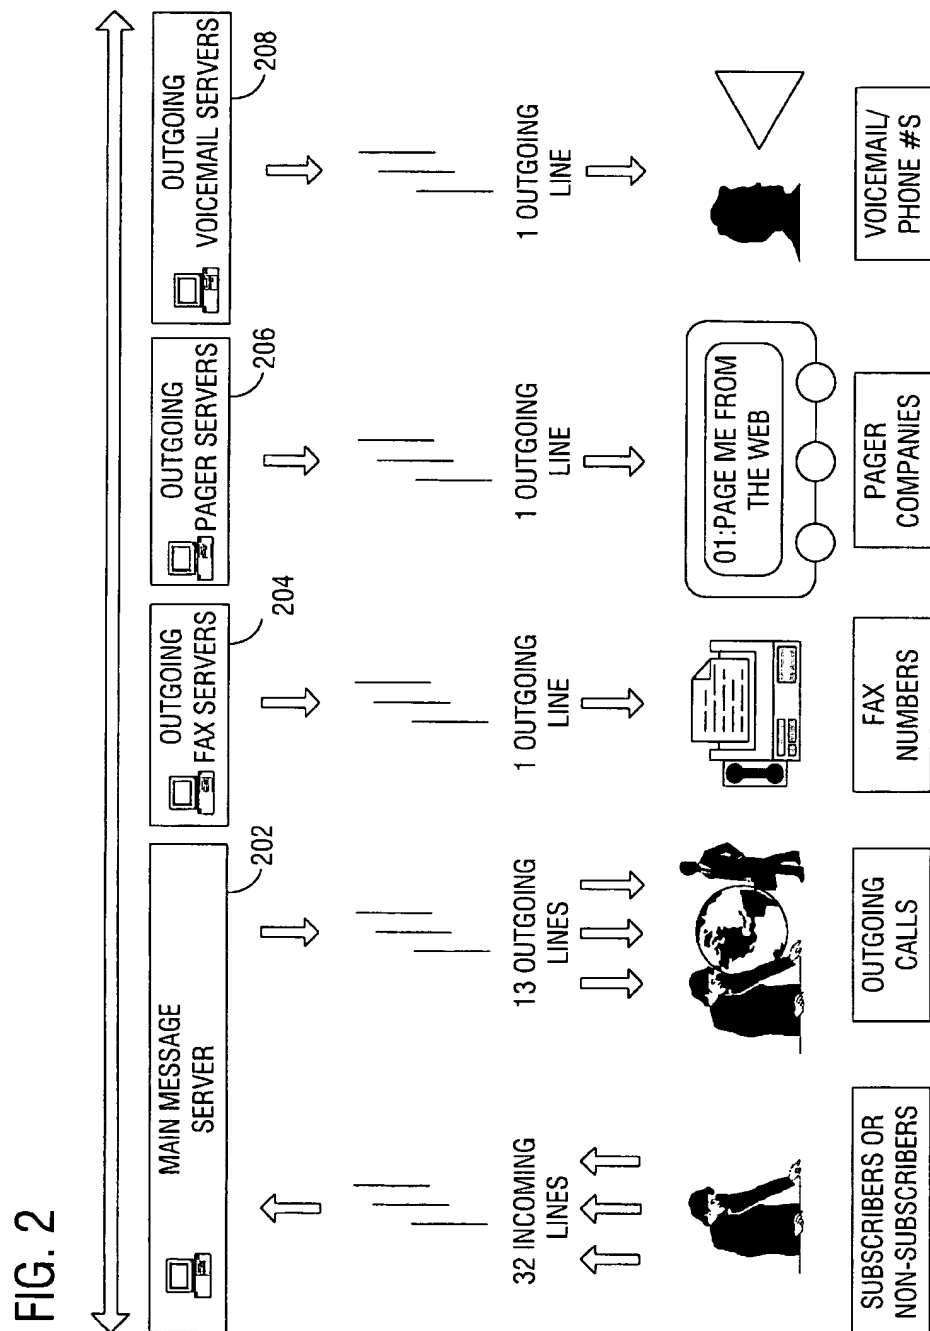 FIG. 2
MAIN MESSAGE
SERVER
202
OUTGOING
FAX SERVERS
204
OUTGOING
PAGER SERVERS
206
OUTGOING
VOICEMAIL SERVERS
208
32 INCOMING
LINES
13 OUTGOING
LINES
1 OUTGOING
LINE
1 OUTGOING
LINE
1 OUTGOING
LINE
01:PAGE ME FROM
THE WEB
SUBSCRIBERS OR
NON-SUBSCRIBERS
OUTGOING
CALLS
FAX
NUMBERS
PAGER
COMPANIES
VOICEMAIL/
PHONE #S